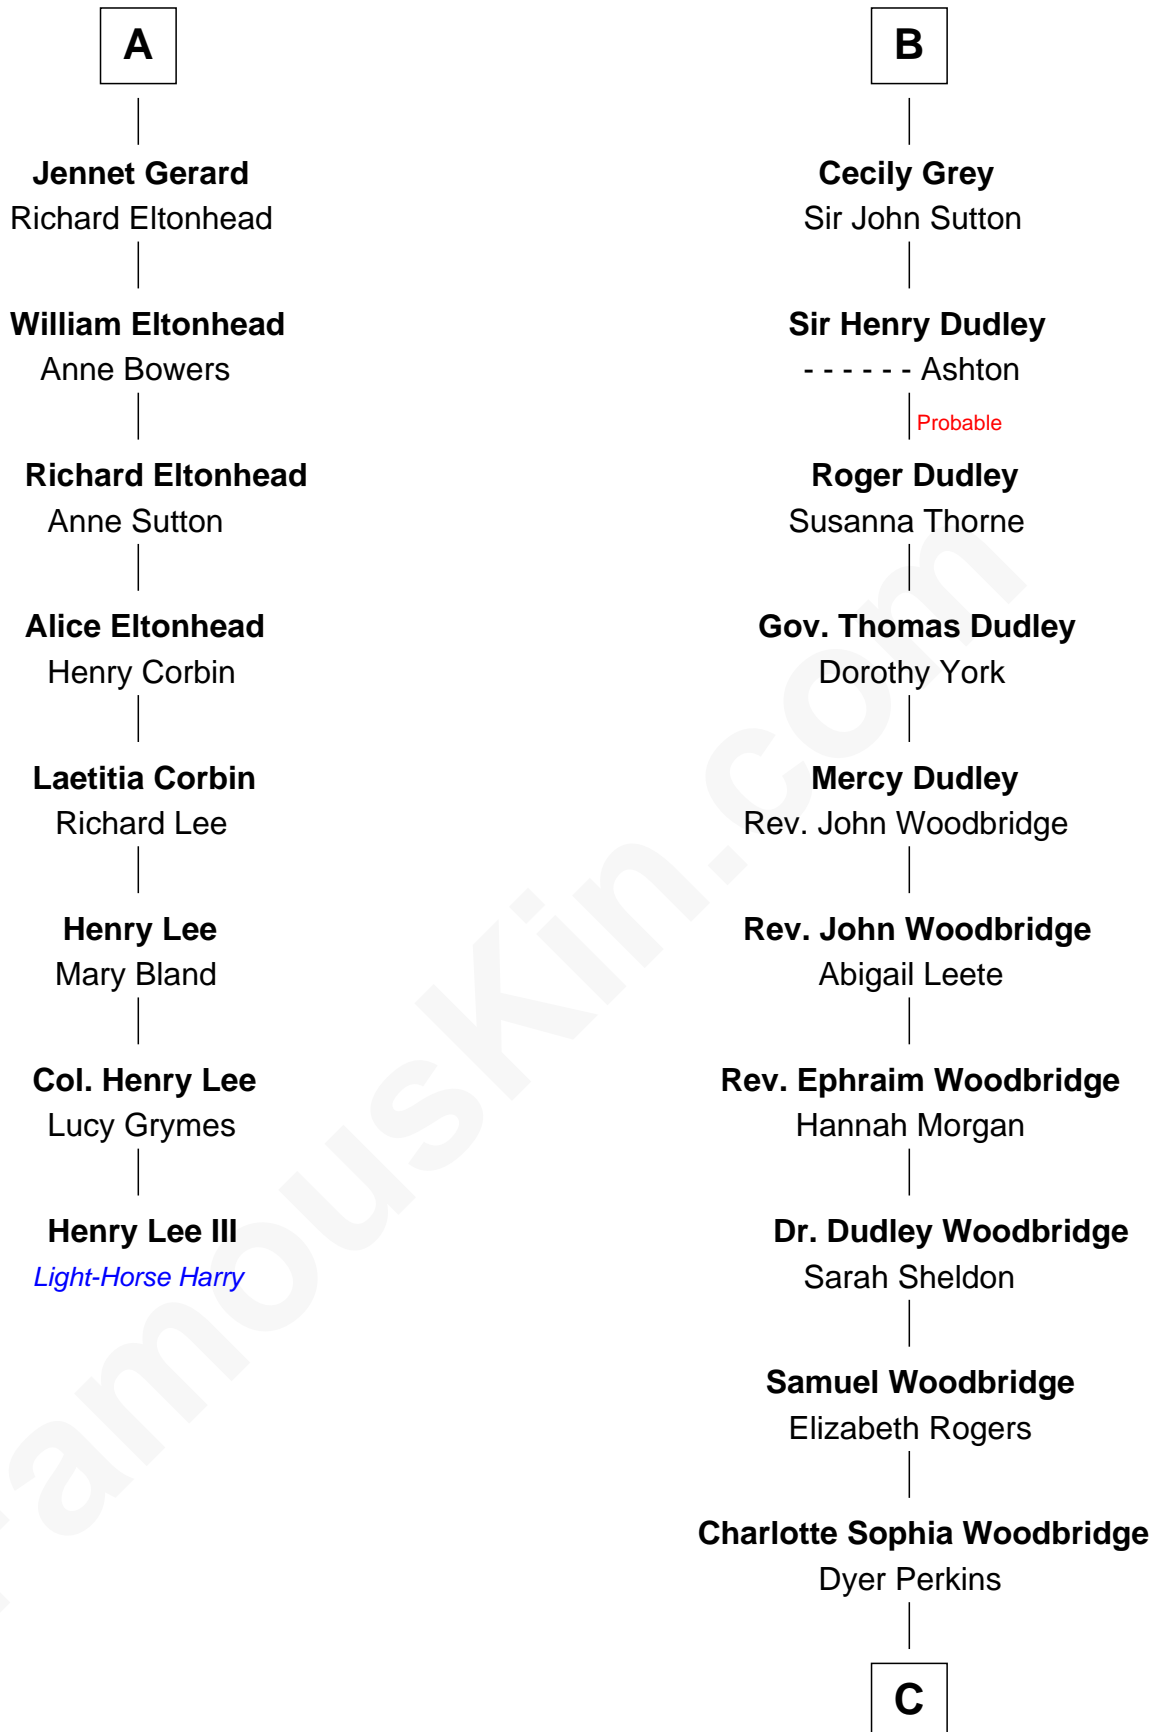 A
Jennet Gerard
Richard Eltonhead
William Eltonhead
Anne Bowers
Richard Eltonhead
Anne Sutton
Alice Eltonhead
Henry Corbin
Laetitia Corbin
Richard Lee
Henry Lee
Mary Bland
Col. Henry Lee
Lucy Grymes
Henry Lee III
Light-Horse Harry
B
Cecily Grey
Sir John Sutton
Sir Henry Dudley
- - - - - - Ashton
Probable
Roger Dudley
Susanna Thorne
Gov. Thomas Dudley
Dorothy York
Mercy Dudley
Rev. John Woodbridge
Rev. John Woodbridge
Abigail Leete
Rev. Ephraim Woodbridge
Hannah Morgan
Dr. Dudley Woodbridge
Sarah Sheldon
Samuel Woodbridge
Elizabeth Rogers
Charlotte Sophia Woodbridge
Dyer Perkins
C
FamousKin.com